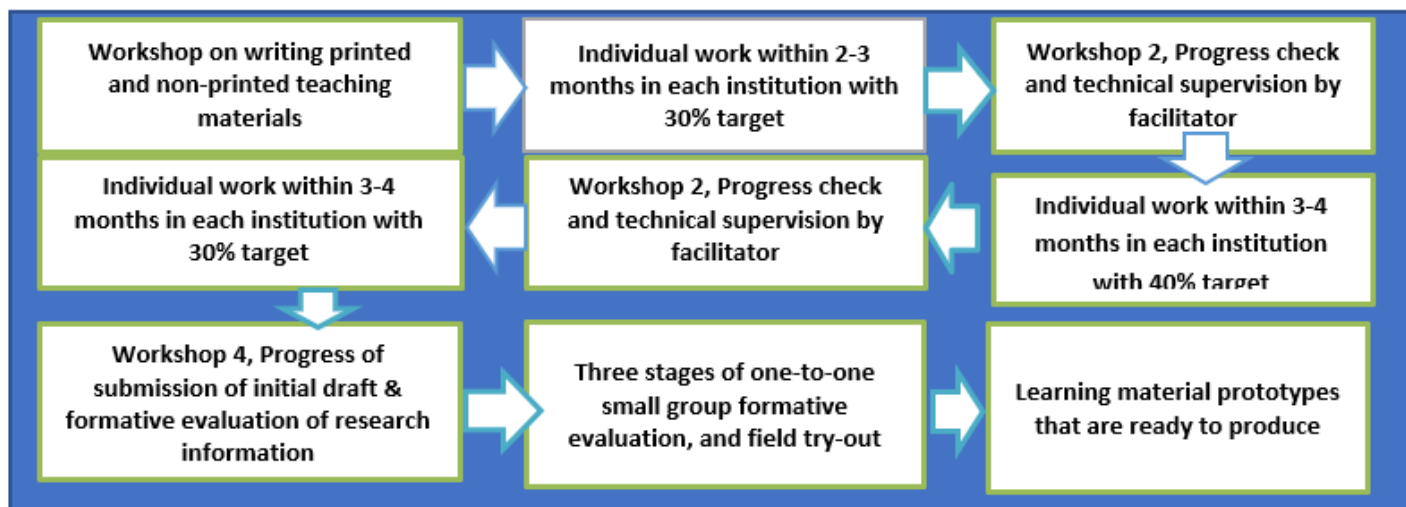 Workshop on writing printed
and non-printed teaching
materials
Individual work within 2-3
months in each institution with
30% target
Workshop 2, Progress check
and technical supervision by
facilitator
Individual work within 3-4
months in each institution with
30% target
Workshop 2, Progress check
and technical supervision by
facilitator
Individual work within 3-4
months in each institution
with 40% target
Workshop 4, Progress of
submission of initial draft &
formative evaluation of research
information
Three stages of one-to-one
small group formative
evaluation, and field try-out
Learning material prototypes
that are ready to produce